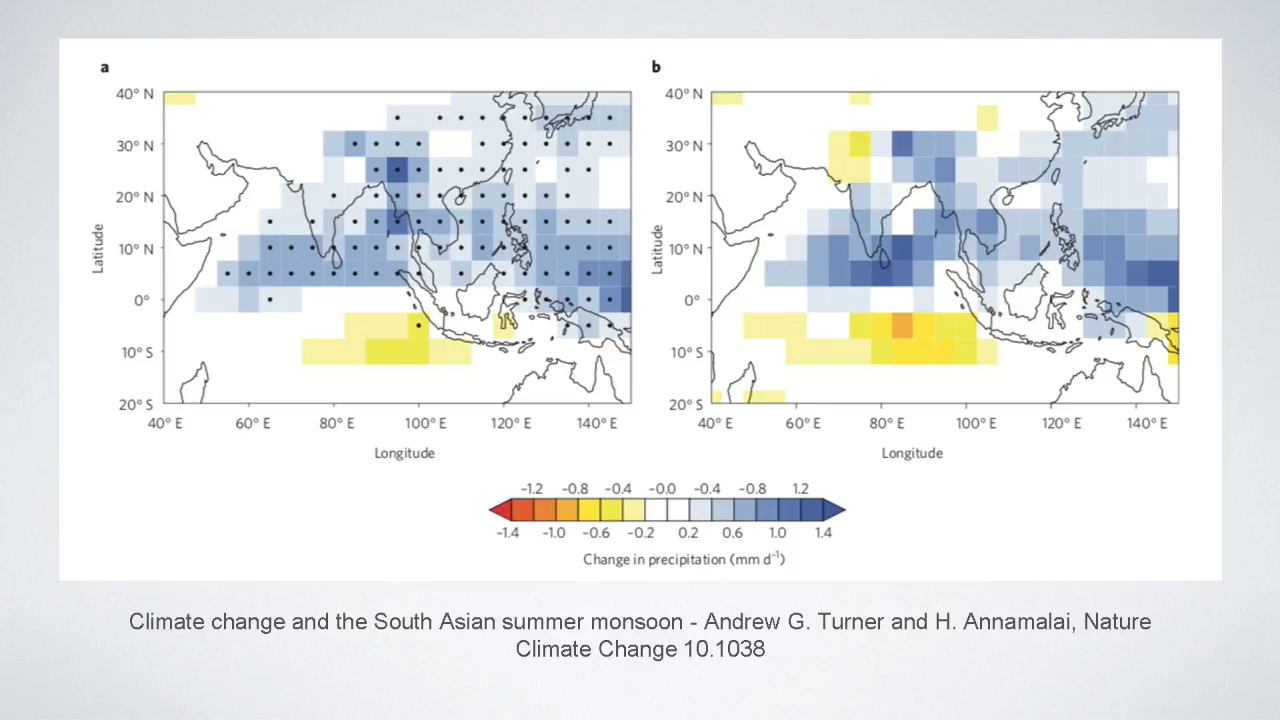 a
b
40° N
30° N
20° N
10° N
0°
10° S
20° S
Latitude
40° E
60° E
80° E
100° E
120° E
140° E
Longitude
40° N
30° N
20° N
10° N
0°
10° S
20° S
Latitude
40° E
60° E
80° E
100° E
120° E
140° E
Longitude
-1.2 -0.8 -0.4 -0.0 -0.4 -0.8 1.2
-1.4 -1.0 -0.6 -0.2 0.2 0.6 1.0 1.4
Change in precipitation (mm d⁻¹)
Climate change and the South Asian summer monsoon - Andrew G. Turner and H. Annamalai, Nature
Climate Change 10.1038